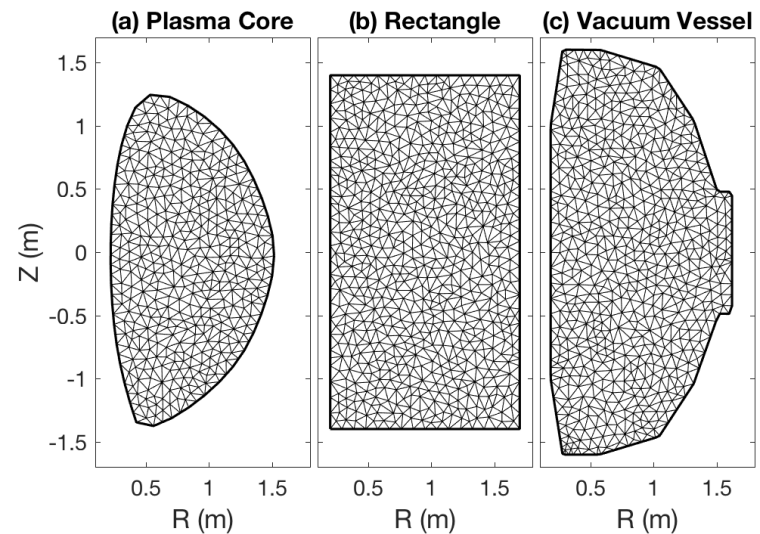 (a) Plasma Core
(b) Rectangle
(c) Vacuum Vessel
1.5
1
0.5
0
-0.5
-1
-1.5
Z (m)
0.5 1 1.5
0.5 1 1.5
0.5 1 1.5
R (m)
R (m)
R (m)